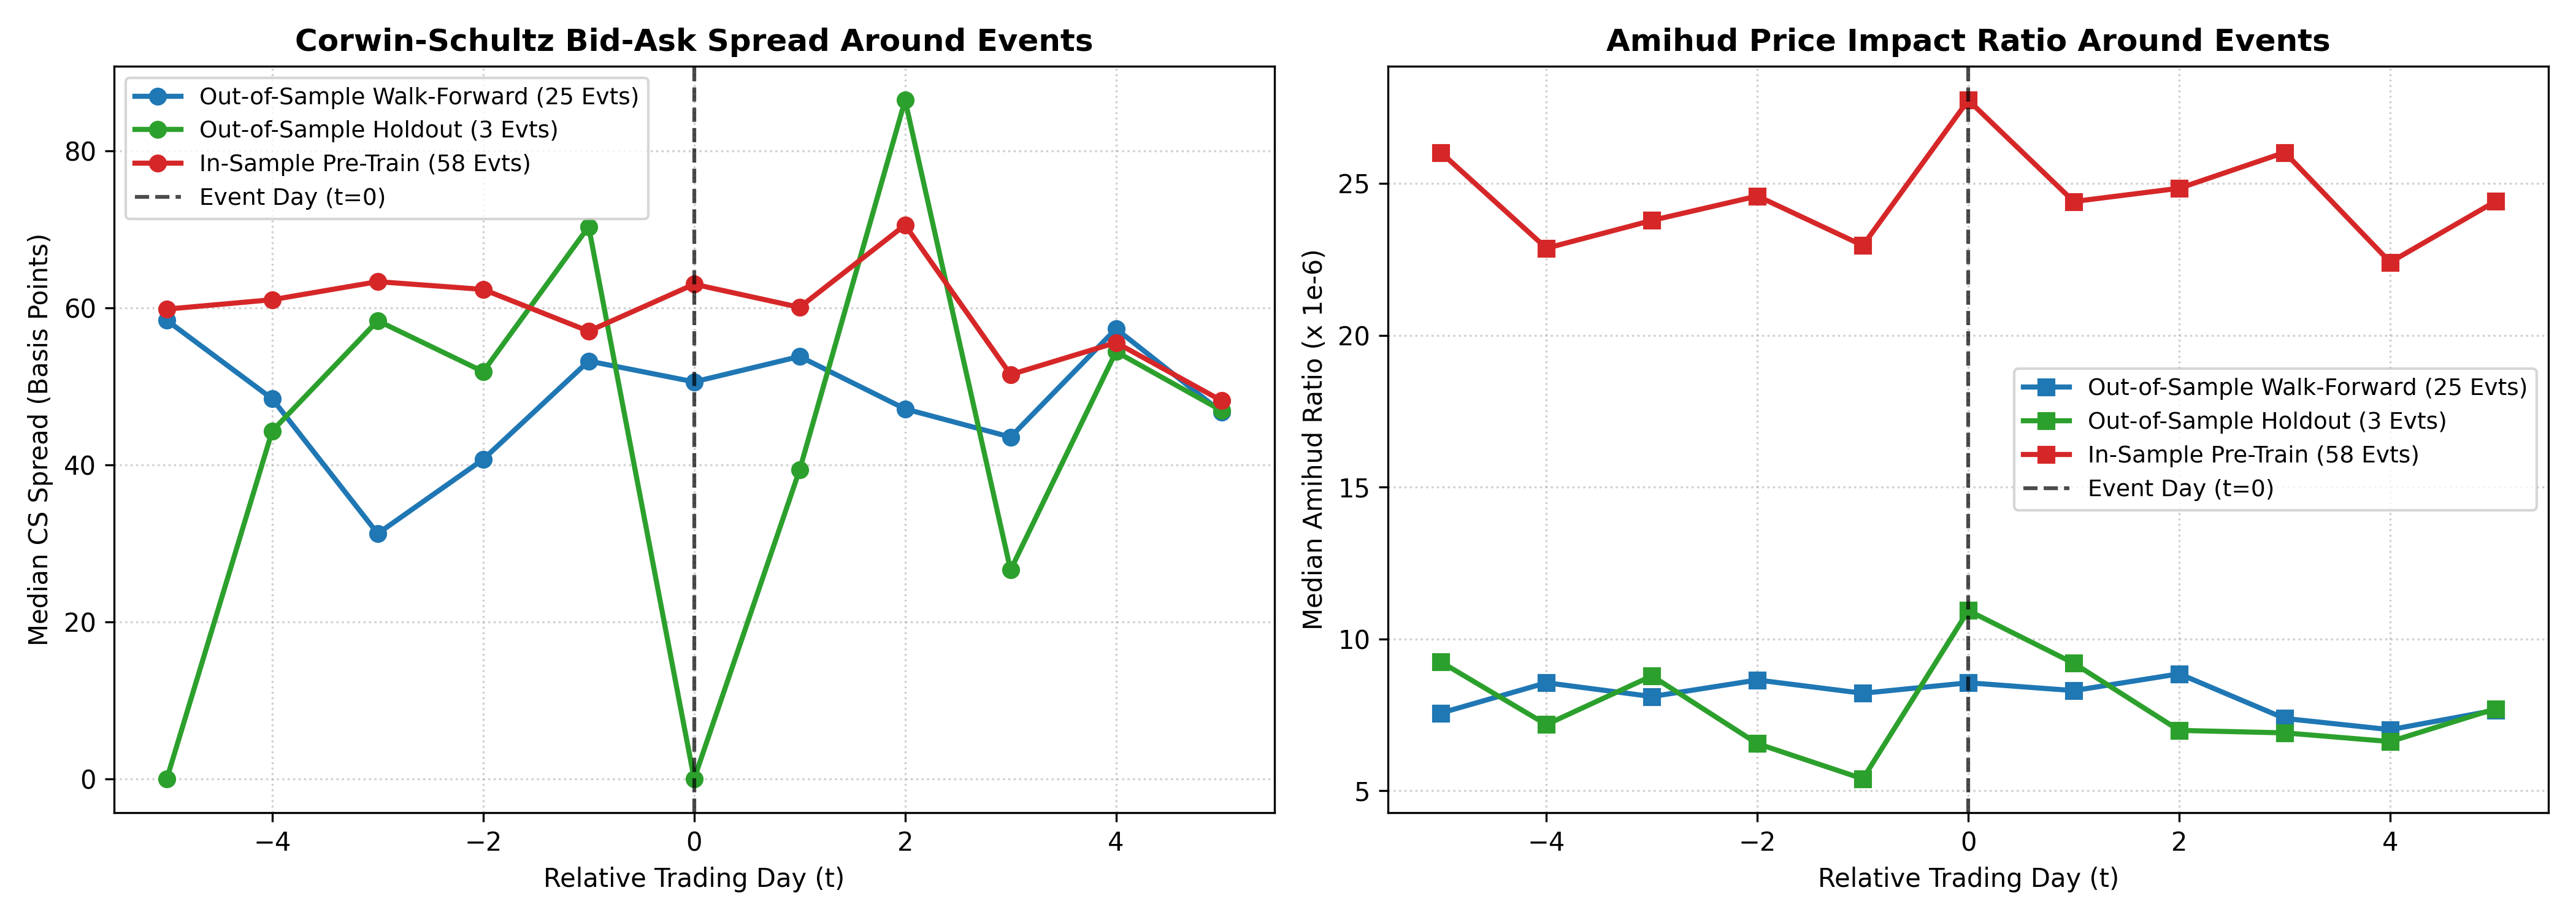 Corwin-Schultz Bid-Ask Spread Around Events
Median CS Spread (Basis Points)
80
60
40
20
0
Out-of-Sample Walk-Forward (25 Evts)
Out-of-Sample Holdout (3 Evts)
In-Sample Pre-Train (58 Evts)
Event Day (t=0)
−4
−2
0
2
4
Relative Trading Day (t)
Amihud Price Impact Ratio Around Events
Median Amihud Ratio (x 1e-6)
25
20
15
10
5
Out-of-Sample Walk-Forward (25 Evts)
Out-of-Sample Holdout (3 Evts)
In-Sample Pre-Train (58 Evts)
Event Day (t=0)
−4
−2
0
2
4
Relative Trading Day (t)